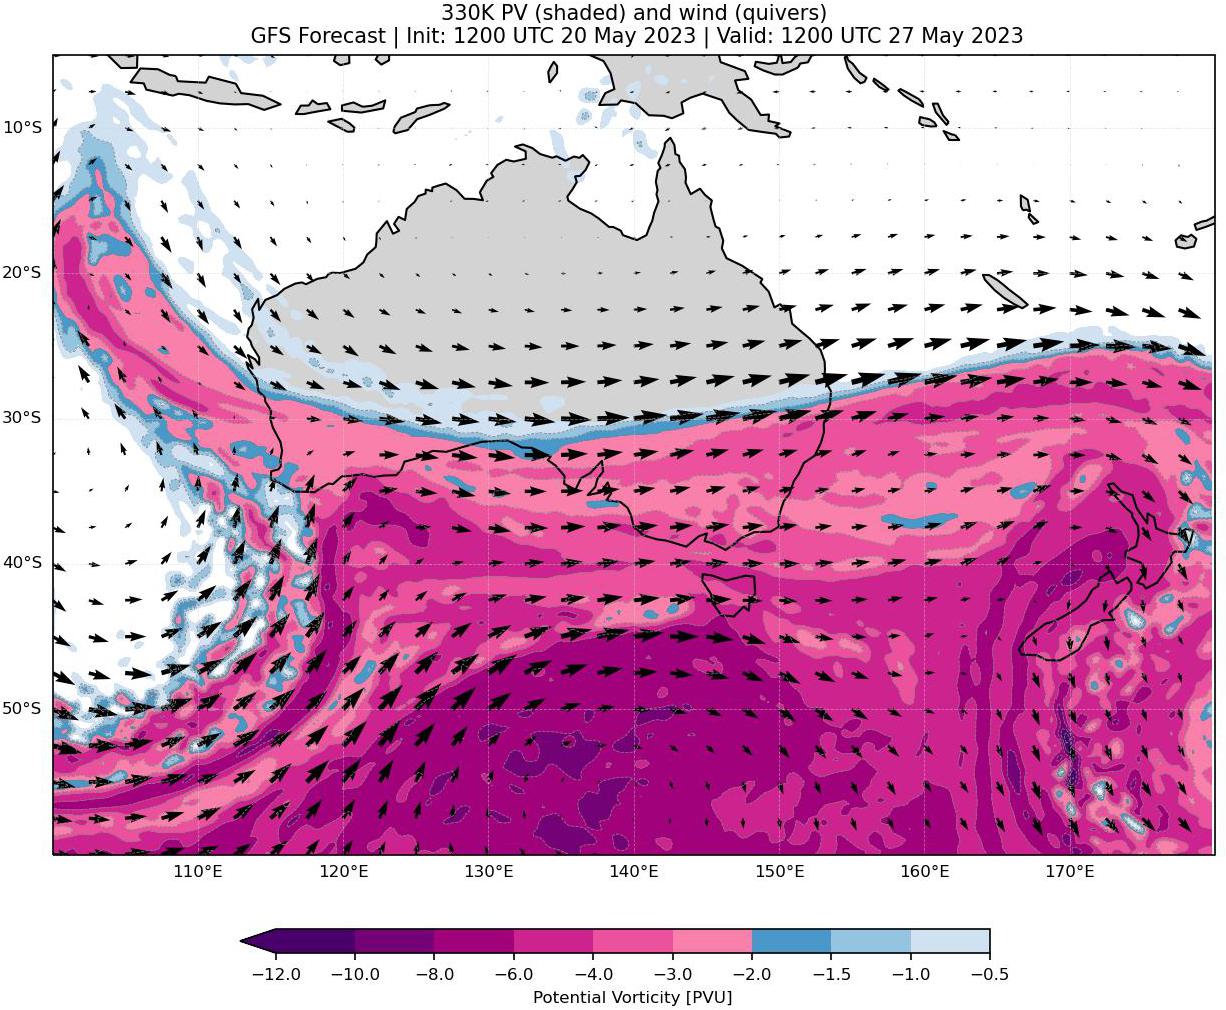 330K PV (shaded) and wind (quivers)
GFS Forecast | Init: 1200 UTC 20 May 2023 | Valid: 1200 UTC 27 May 2023
10°S
20°S
30°S
40°S
50°S
110°E 120°E 130°E 140°E 150°E 160°E 170°E
−12.0 −10.0 −8.0 −6.0 −4.0 −3.0 −2.0 −1.5 −1.0 −0.5
Potential Vorticity [PVU]